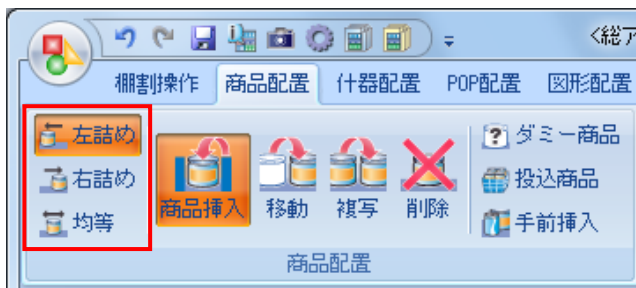 <総ア
棚割操作 商品配置 什器配置 POP配置 図形配置
左詰め
右詰め
均等
商品挿入 移動 複写 削除
ダミー商品
投込商品
手前挿入
商品配置